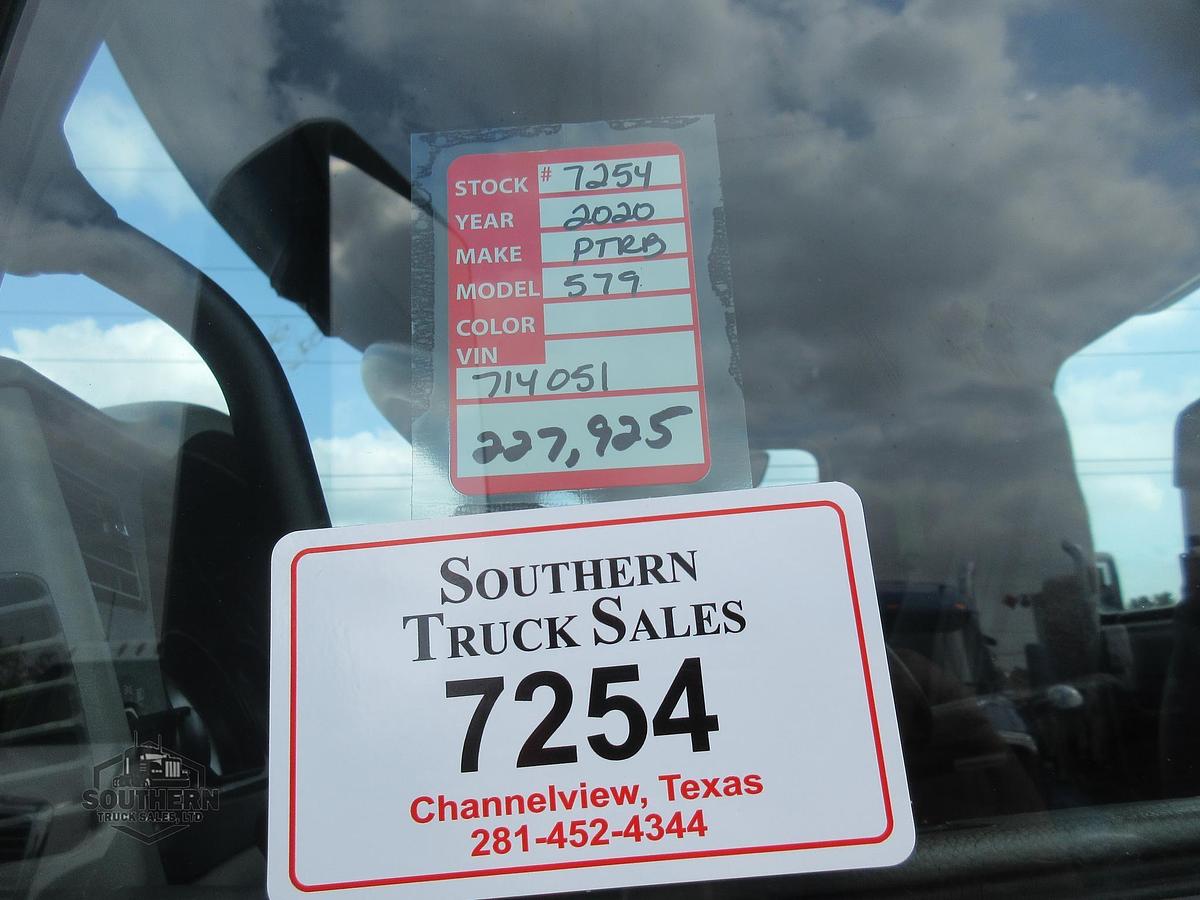 STOCK # 7254
YEAR 2020
MAKE PTRB
MODEL 579
COLOR
VIN
714051
227,925
SOUTHERN
TRUCK SALES
7254
Channelview, Texas
281-452-4344
SOUTHERN
TRUCK SALES, LTD